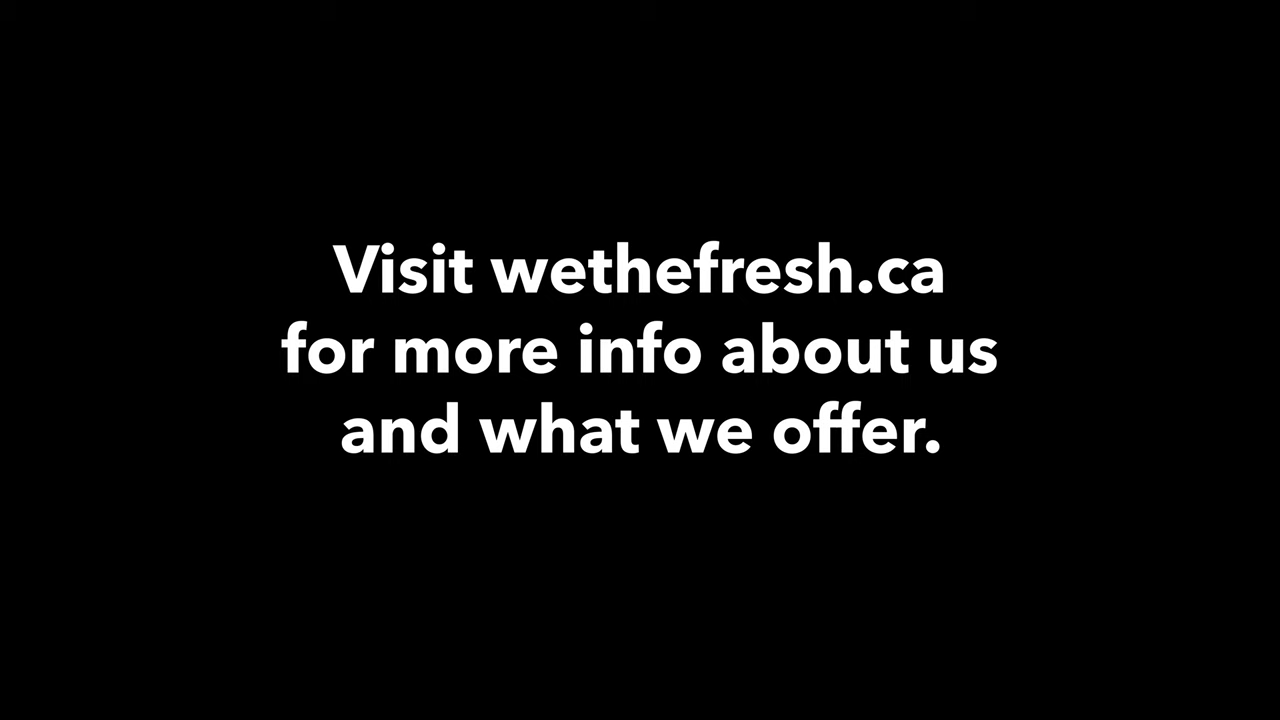 Visit wethefresh.ca
for more info about us
and what we offer.